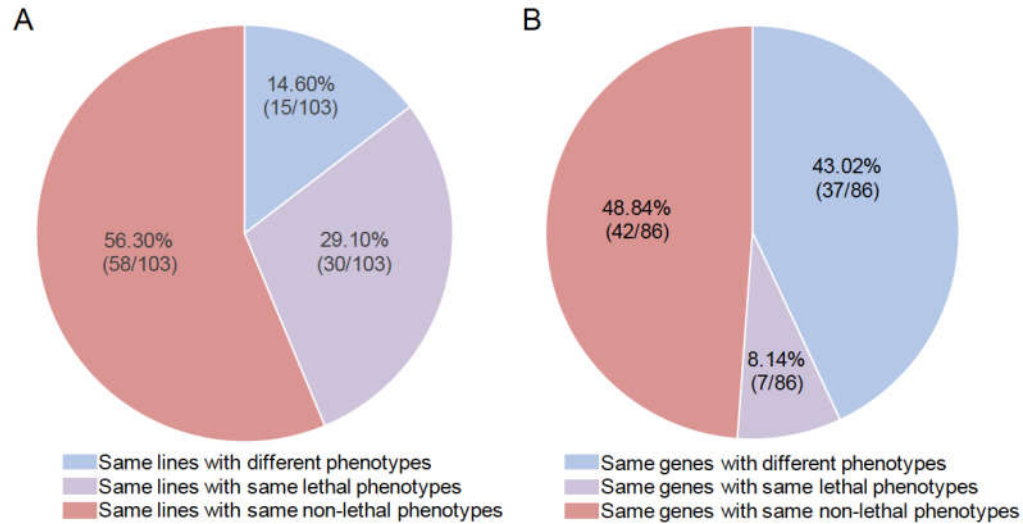 A
14.60%
(15/103)
56.30%
(58/103)
29.10%
(30/103)
Same lines with different phenotypes
Same lines with same lethal phenotypes
Same lines with same non-lethal phenotypes
B
43.02%
(37/86)
48.84%
(42/86)
8.14%
(7/86)
Same genes with different phenotypes
Same genes with same lethal phenotypes
Same genes with same non-lethal phenotypes